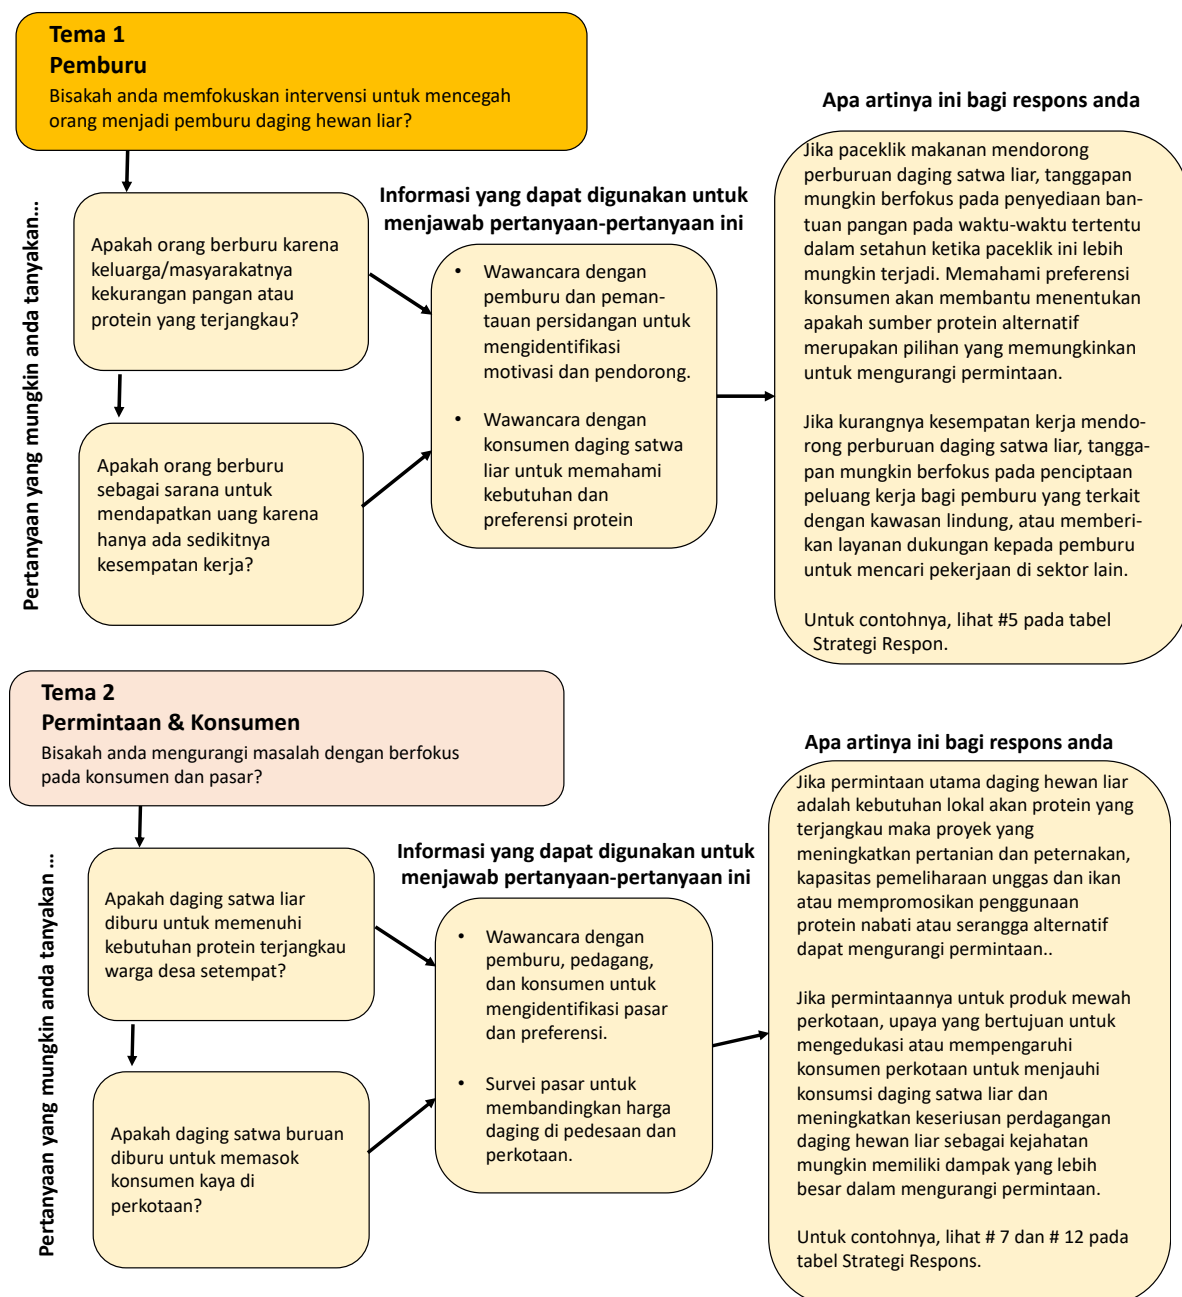 Tema 1
Pemburu
Bisakah anda memfokuskan intervensi untuk mencegah
orang menjadi pemburu daging hewan liar?
Pertanyaan yang mungkin anda tanyakan...
Apakah orang berburu karena
keluarga/masyarakatnya
kekurangan pangan atau
protein yang terjangkau?
Apakah orang berburu
sebagai sarana untuk
mendapatkan uang karena
hanya ada sedikitnya
kesempatan kerja?
Informasi yang dapat digunakan untuk
menjawab pertanyaan-pertanyaan ini
• Wawancara dengan
pemburu dan peman-
tauan persidangan untuk
mengidentifikasi
motivasi dan pendorong.
• Wawancara dengan
konsumen daging satwa
liar untuk memahami
kebutuhan dan
preferensi protein
Apa artinya ini bagi respons anda
Jika paceklik makanan mendorong
perburuan daging satwa liar, tanggapan
mungkin berfokus pada penyediaan ban-
tuan pangan pada waktu-waktu tertentu
dalam setahun ketika paceklik ini lebih
mungkin terjadi. Memahami preferensi
konsumen akan membantu menentukan
apakah sumber protein alternatif
merupakan pilihan yang memungkinkan
untuk mengurangi permintaan.
Jika kurangnya kesempatan kerja mendo-
rong perburuan daging satwa liar, tangga-
pan mungkin berfokus pada penciptaan
peluang kerja bagi pemburu yang terkait
dengan kawasan lindung, atau memberi-
kan layanan dukungan kepada pemburu
untuk mencari pekerjaan di sektor lain.
Untuk contohnya, lihat #5 pada tabel
Strategi Respon.
Tema 2
Permintaan & Konsumen
Bisakah anda mengurangi masalah dengan berfokus
pada konsumen dan pasar?
Pertanyaan yang mungkin anda tanyakan ...
Apakah daging satwa liar
diburu untuk memenuhi
kebutuhan protein terjangkau
warga desa setempat?
Apakah daging satwa buruan
diburu untuk memasok
konsumen kaya di
perkotaan?
Informasi yang dapat digunakan untuk
menjawab pertanyaan-pertanyaan ini
• Wawancara dengan
pemburu, pedagang,
dan konsumen untuk
mengidentifikasi pasar
dan preferensi.
• Survei pasar untuk
membandingkan harga
daging di pedesaan dan
perkotaan.
Apa artinya ini bagi respons anda
Jika permintaan utama daging hewan liar
adalah kebutuhan lokal akan protein yang
terjangkau maka proyek yang
meningkatkan pertanian dan peternakan,
kapasitas pemeliharaan unggas dan ikan
atau mempromosikan penggunaan
protein nabati atau serangga alternatif
dapat mengurangi permintaan..
Jika permintaannya untuk produk mewah
perkotaan, upaya yang bertujuan untuk
mengedukasi atau mempengaruhi
konsumen perkotaan untuk menjauhi
konsumsi daging satwa liar dan
meningkatkan keseriusan perdagangan
daging hewan liar sebagai kejahatan
mungkin memiliki dampak yang lebih
besar dalam mengurangi permintaan.
Untuk contohnya, lihat # 7 dan # 12 pada
tabel Strategi Respons.